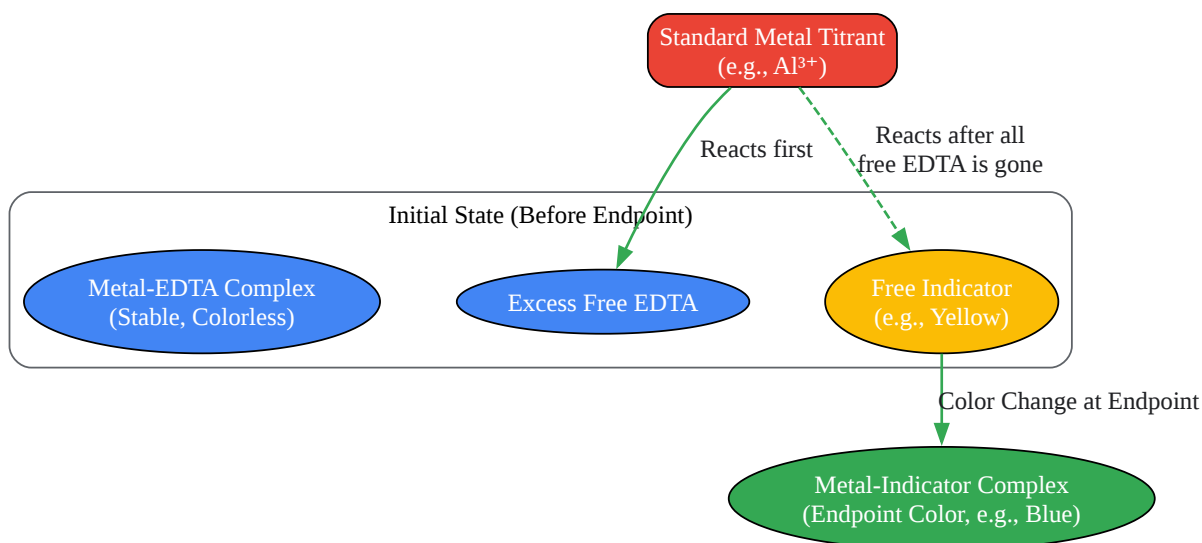 Standard Metal Titrant
(e.g., Al³⁺)
Reacts first
Reacts after all
free EDTA is gone
Initial State (Before Endpoint)
Metal-EDTA Complex
(Stable, Colorless)
Excess Free EDTA
Free Indicator
(e.g., Yellow)
Color Change at Endpoint
Metal-Indicator Complex
(Endpoint Color, e.g., Blue)